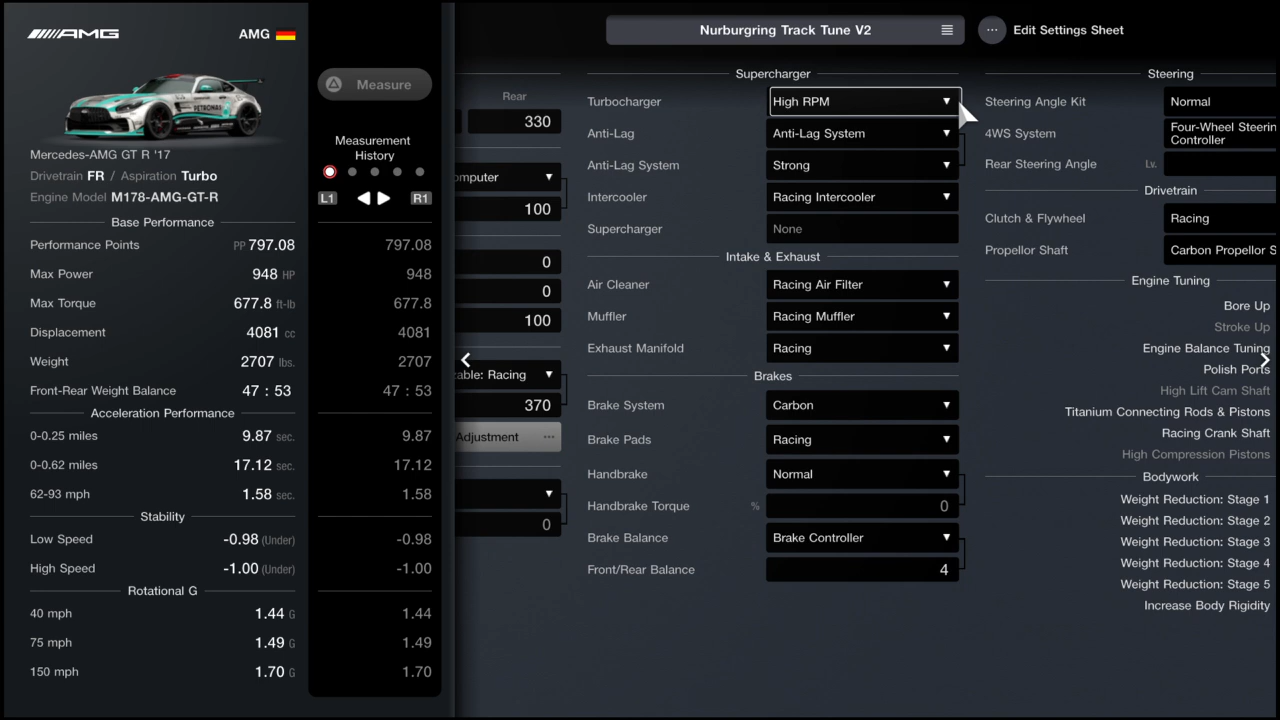 AMG
AMG
Measure
Measurement
History
L1
R1
PETRONAS
Mercedes-AMG GT R '17
Drivetrain FR / Aspiration Turbo
Engine Model M178-AMG-GT-R
Base Performance
Performance Points PP 797.08 797.08
Max Power 948 HP 948
Max Torque 677.8 ft-lb 677.8
Displacement 4081 cc 4081
Weight 2707 lbs. 2707
Front-Rear Weight Balance 47 : 53 47 : 53
Acceleration Performance
0-0.25 miles 9.87 sec. 9.87
0-0.62 miles 17.12 sec. 17.12
62-93 mph 1.58 sec. 1.58
Stability
Low Speed -0.98 (Under) -0.98
High Speed -1.00 (Under) -1.00
Rotational G
40 mph 1.44 G 1.44
75 mph 1.49 G 1.49
150 mph 1.70 G 1.70
Nurburgring Track Tune V2
Edit Settings Sheet
Rear
330
omputer
100
0
0
100
zable: Racing
370
Adjustment
0
Supercharger
Turbocharger High RPM
Anti-Lag Anti-Lag System
Anti-Lag System Strong
Intercooler Racing Intercooler
Supercharger None
Intake & Exhaust
Air Cleaner Racing Air Filter
Muffler Racing Muffler
Exhaust Manifold Racing
Brakes
Brake System Carbon
Brake Pads Racing
Handbrake Normal
Handbrake Torque % 0
Brake Balance Brake Controller
Front/Rear Balance 4
Steering
Steering Angle Kit Normal
4WS System Four-Wheel Steerin
Controller
Rear Steering Angle Lv.
Drivetrain
Clutch & Flywheel Racing
Propellor Shaft Carbon Propellor S
Engine Tuning
Bore Up
Stroke Up
Engine Balance Tuning
Polish Ports
High Lift Cam Shaft
Titanium Connecting Rods & Pistons
Racing Crank Shaft
High Compression Pistons
Bodywork
Weight Reduction: Stage 1
Weight Reduction: Stage 2
Weight Reduction: Stage 3
Weight Reduction: Stage 4
Weight Reduction: Stage 5
Increase Body Rigidity